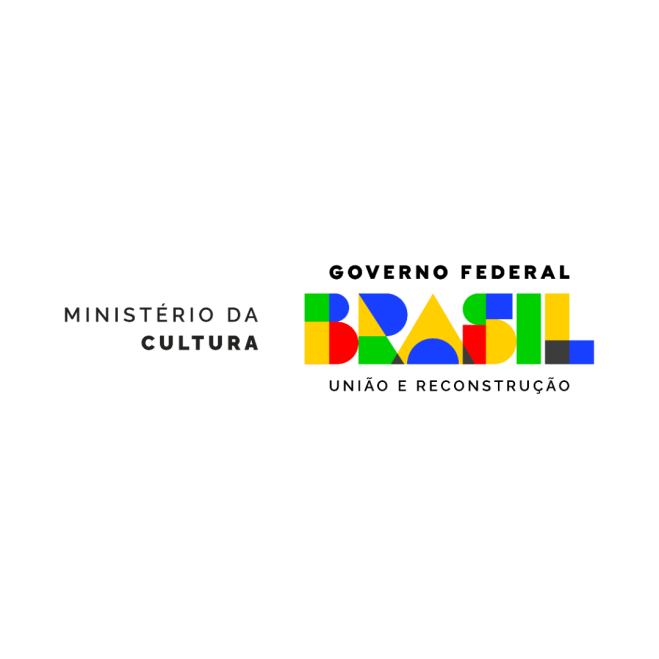 MINISTÉRIO DA
CULTURA
GOVERNO FEDERAL
BRASIL
UNIÃO E RECONSTRUÇÃO